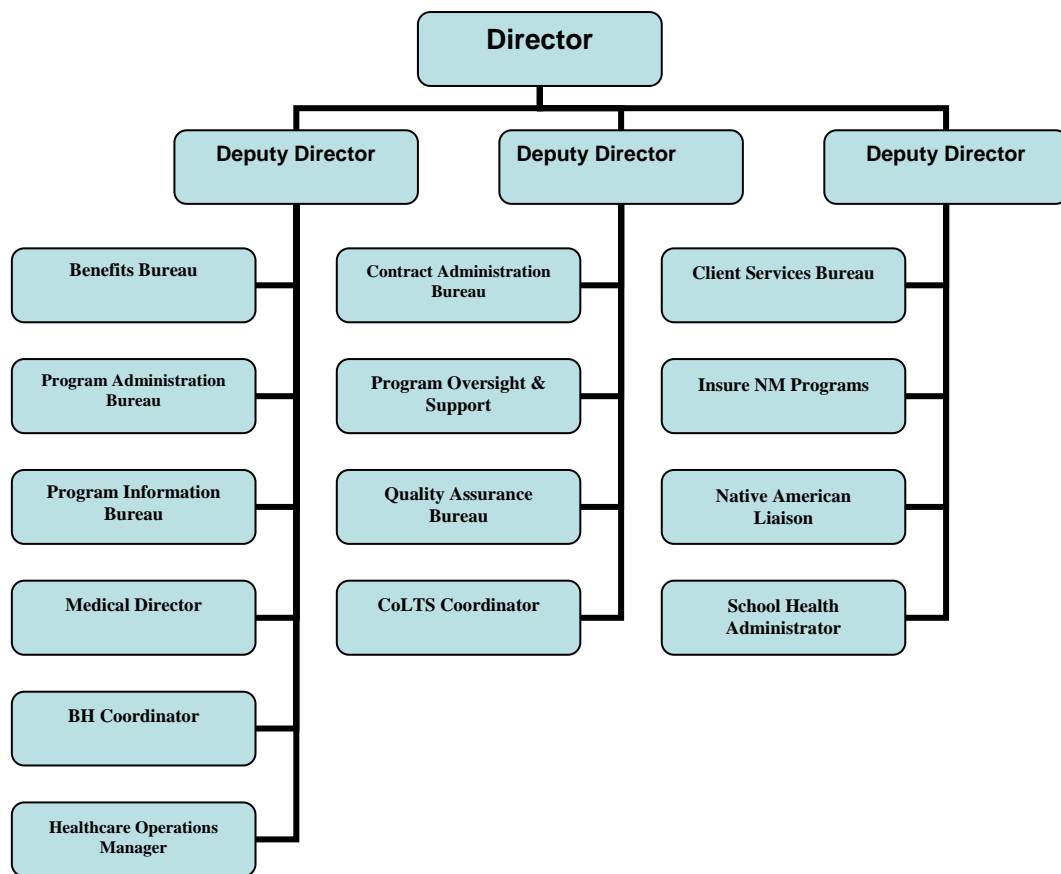 Director
Deputy Director
Deputy Director
Deputy Director
Benefits Bureau
Program Administration
Bureau
Program Information
Bureau
Medical Director
BH Coordinator
Healthcare Operations
Manager
Contract Administration
Bureau
Program Oversight &
Support
Quality Assurance
Bureau
CoLTS Coordinator
Client Services Bureau
Insure NM Programs
Native American
Liaison
School Health
Administrator